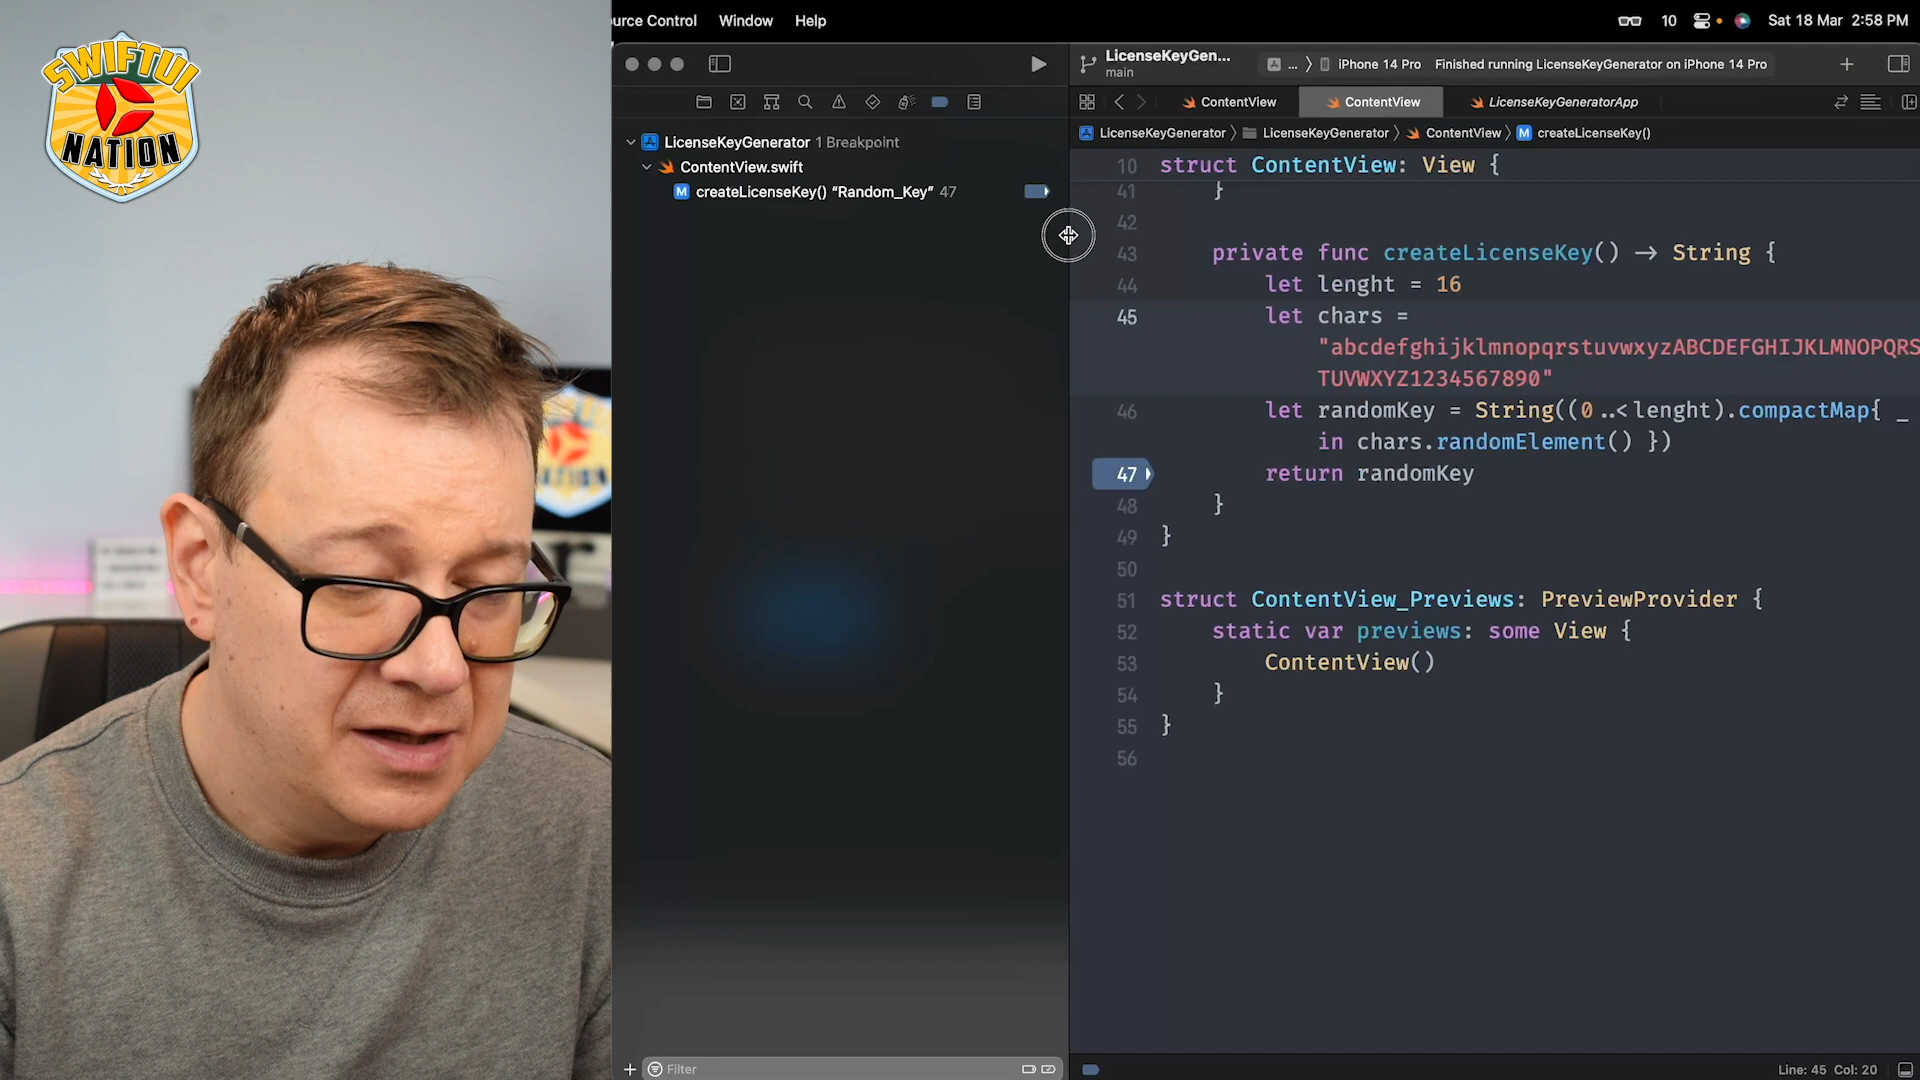 SWIFTUI
NATION
urce Control Window Help
10 Sat 18 Mar 2:58 PM
LicenseKeyGen...
main
... iPhone 14 Pro Finished running LicenseKeyGenerator on iPhone 14 Pro
ContentView ContentView LicenseKeyGeneratorApp
LicenseKeyGenerator LicenseKeyGenerator ContentView M createLicenseKey()
LicenseKeyGenerator 1 Breakpoint
ContentView.swift
M createLicenseKey() “Random_Key” 47
10 struct ContentView: View {
41 }
42
43 private func createLicenseKey() -> String {
44 let lenght = 16
45 let chars =
"abcdefghijklmnopqrstuvwxyzABCDEFGHIJKLMNOPQRS
TUVWXYZ1234567890"
46 let randomKey = String((0..<lenght).compactMap{ _
in chars.randomElement() })
47 return randomKey
48 }
49 }
50
51 struct ContentView_Previews: PreviewProvider {
52 static var previews: some View {
53 ContentView()
54 }
55 }
56
+ Filter
Line: 45 Col: 20